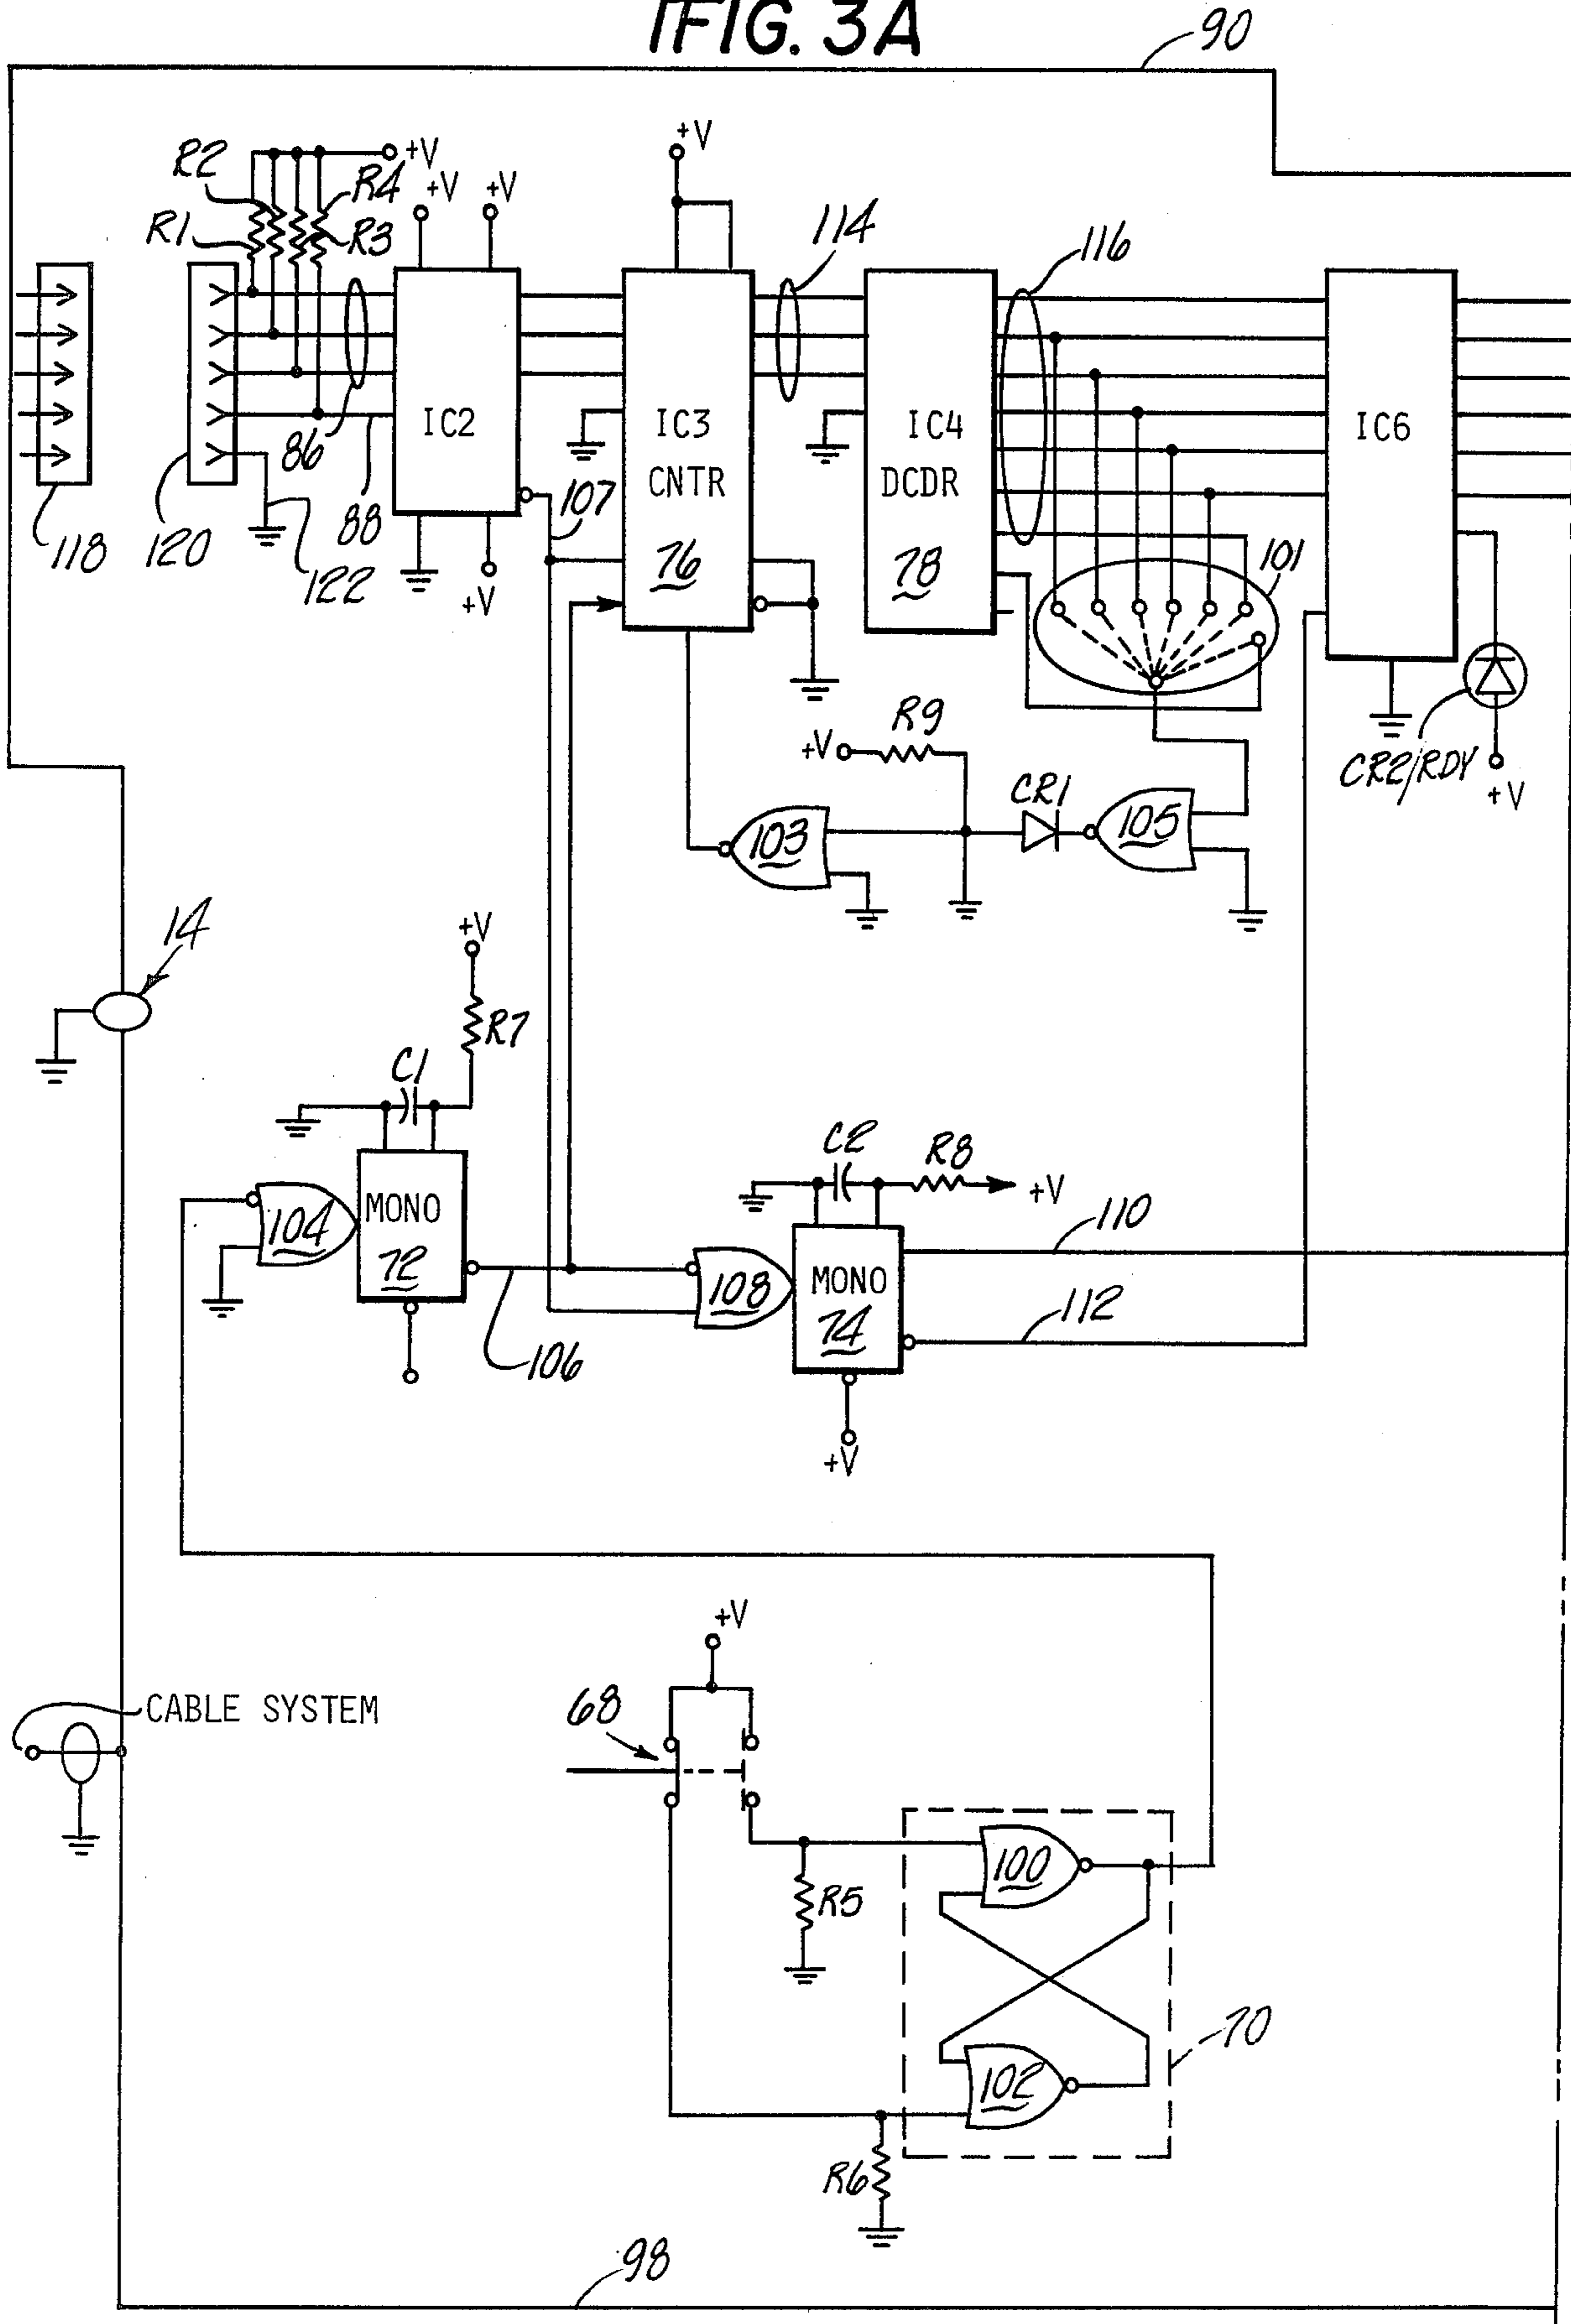 FIG. 3A
90
+V
R2
+V
R4
+V
+V
114
R1
R3
116
IC2
IC3
IC4
IC6
86
CNTR
DCDR
107
118
120
88
76
78
101
122
+V
R9
+V
CR2/RDY
+V
CR1
103
105
14
+V
R7
C1
C2
R8
+V
110
104
MONO
72
108
MONO
74
112
106
+V
+V
68
CABLE SYSTEM
100
R5
70
102
R6
98